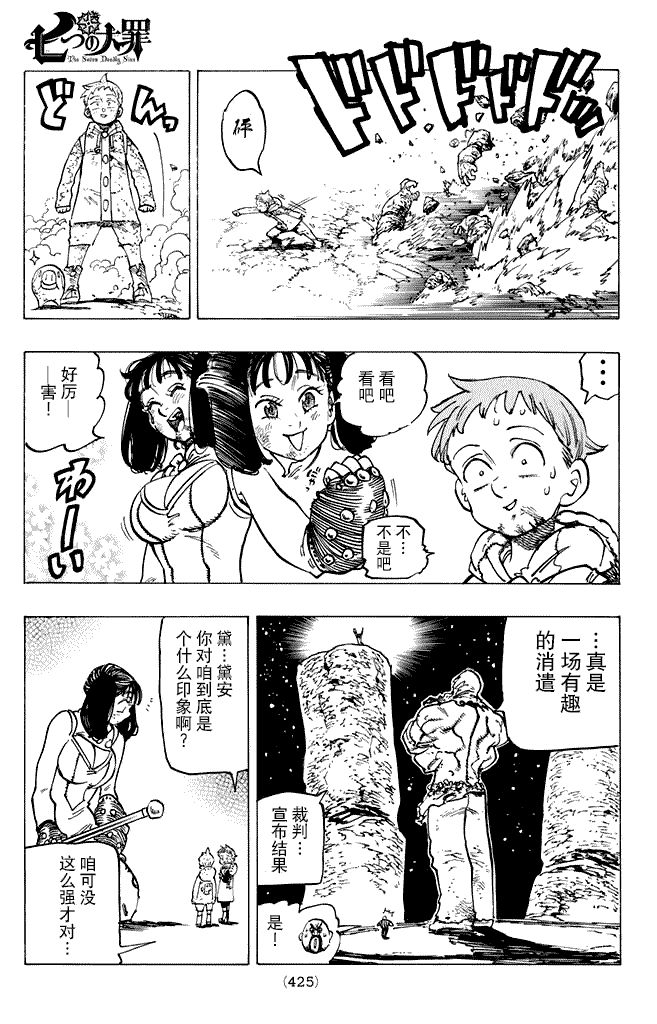 七つの大罪
The Seven Deadly Sins
ドドドドドッ
怦
どんっ
…
看吧
看吧
不…
不是吧
好厉—
—害！
わーい
…真是
一场有趣
的消遣
裁判…
宣布结果
是！
黛…黛安
你对咱到底是
个什么印象啊？
咱可没
这么强才对…
(425)